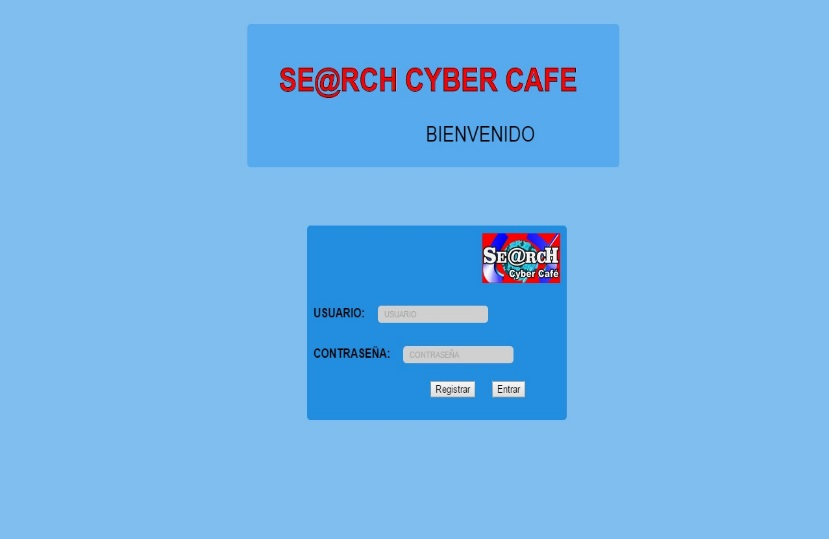 SE@RCH CYBER CAFE
BIENVENIDO
SE@RCH
Cyber Café
USUARIO: USUARIO
CONTRASEÑA: CONTRASEÑA
Registrar Entrar